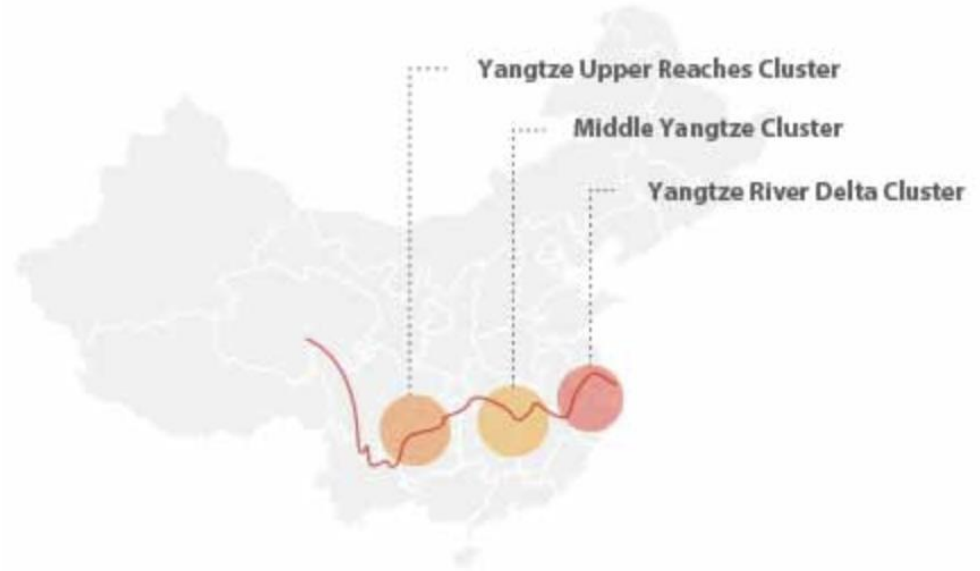 Yangtze Upper Reaches Cluster
Middle Yangtze Cluster
Yangtze River Delta Cluster